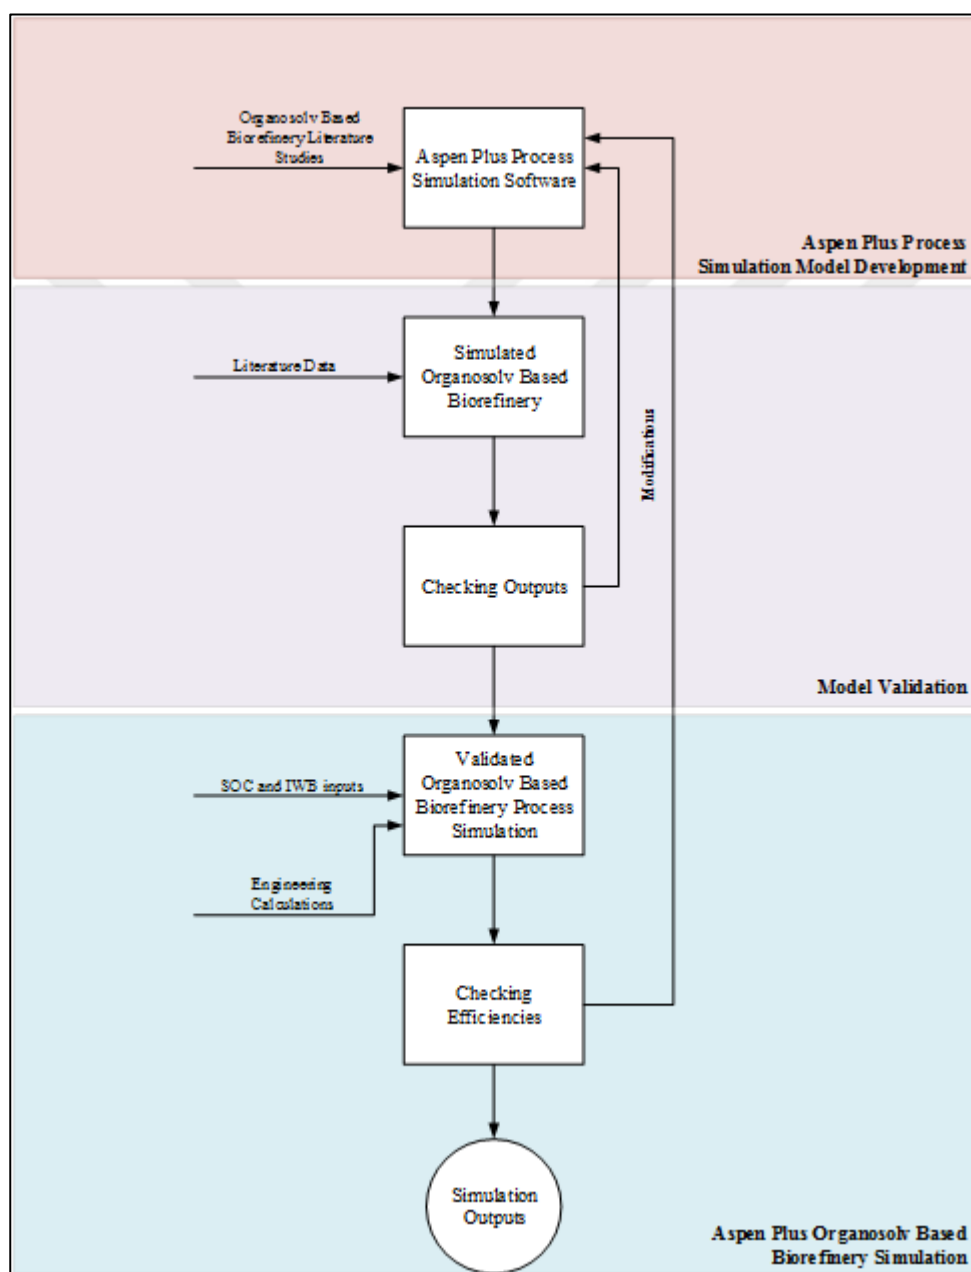 Organosolv Based
Biorefinery Literature
Studies
Aspen Plus Process
Simulation Software
Aspen Plus Process
Simulation Model Development
Simulated
Organosolv Based
Biorefinery
Literature Data
Modifications
Checking Outputs
Model Validation
Validated
Organosolv Based
Biorefinery Process
Simulation
SOC and IWB inputs
Engineering
Calculations
Checking
Efficiencies
Simulation
Outputs
Aspen Plus Organosolv Based
Biorefinery Simulation